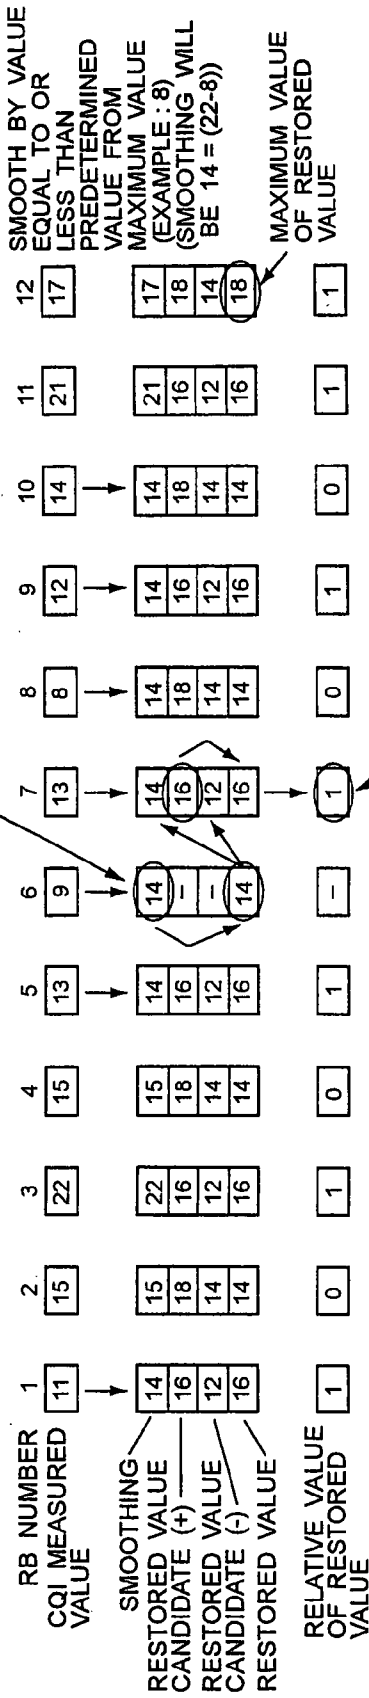 RB NUMBER 1 2 3 4 5 6 7 8 9 10 11 12
CQI MEASURED
VALUE
11 15 22 15 13 9 13 8 12 14 21 17
SMOOTHING
14 15 22 15 14 14 14 14 14 14 21 17
RESTORED VALUE
CANDIDATE (+)
16 18 16 18 16 – 16 18 16 18 16 18
RESTORED VALUE
CANDIDATE (-)
12 14 12 14 12 – 12 14 12 14 12 14
RESTORED VALUE
16 14 16 14 16 14 16 14 16 14 16 18
RELATIVE VALUE
OF RESTORED
VALUE
1 0 1 0 1 – 1 0 1 0 1 1
SMOOTH BY VALUE
EQUAL TO OR
LESS THAN
PREDETERMINED
VALUE FROM
MAXIMUM VALUE
(EXAMPLE : 8)
(SMOOTHING WILL
BE 14 = (22-8))
MAXIMUM VALUE
OF RESTORED
VALUE